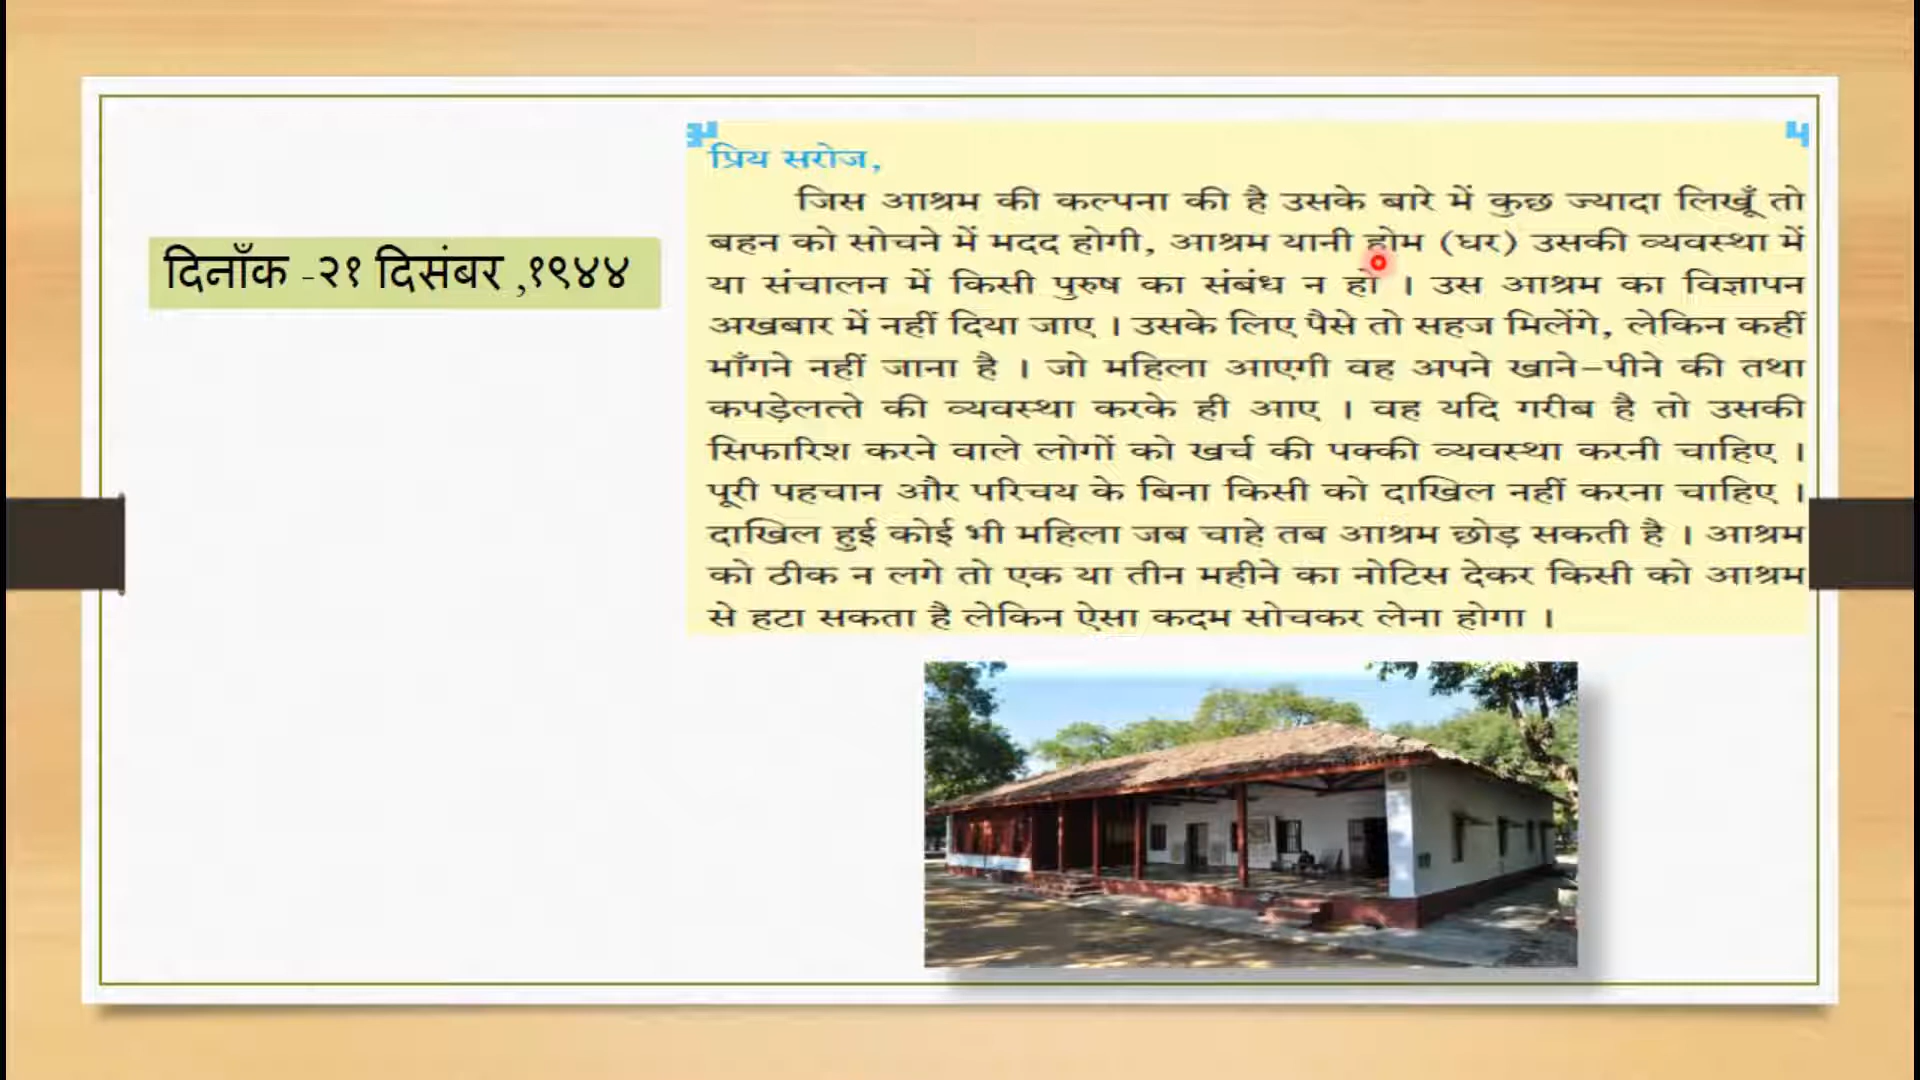 दिनाँक -२१ दिसंबर ,१९४४
प्रिय सरोज,
जिस आश्रम की कल्पना की है उसके बारे में कुछ ज्यादा लिखूँ तो
बहन को सोचने में मदद होगी, आश्रम यानी होम (घर) उसकी व्यवस्था में
या संचालन में किसी पुरुष का संबंध न हो । उस आश्रम का विज्ञापन
अखबार में नहीं दिया जाए । उसके लिए पैसे तो सहज मिलेंगे, लेकिन कहीं
माँगने नहीं जाना है । जो महिला आएगी वह अपने खाने-पीने की तथा
कपड़ेलत्ते की व्यवस्था करके ही आए । वह यदि गरीब है तो उसकी
सिफारिश करने वाले लोगों को खर्च की पक्की व्यवस्था करनी चाहिए ।
पूरी पहचान और परिचय के बिना किसी को दाखिल नहीं करना चाहिए ।
दाखिल हुई कोई भी महिला जब चाहे तब आश्रम छोड़ सकती है । आश्रम
को ठीक न लगे तो एक या तीन महीने का नोटिस देकर किसी को आश्रम
से हटा सकता है लेकिन ऐसा कदम सोचकर लेना होगा ।